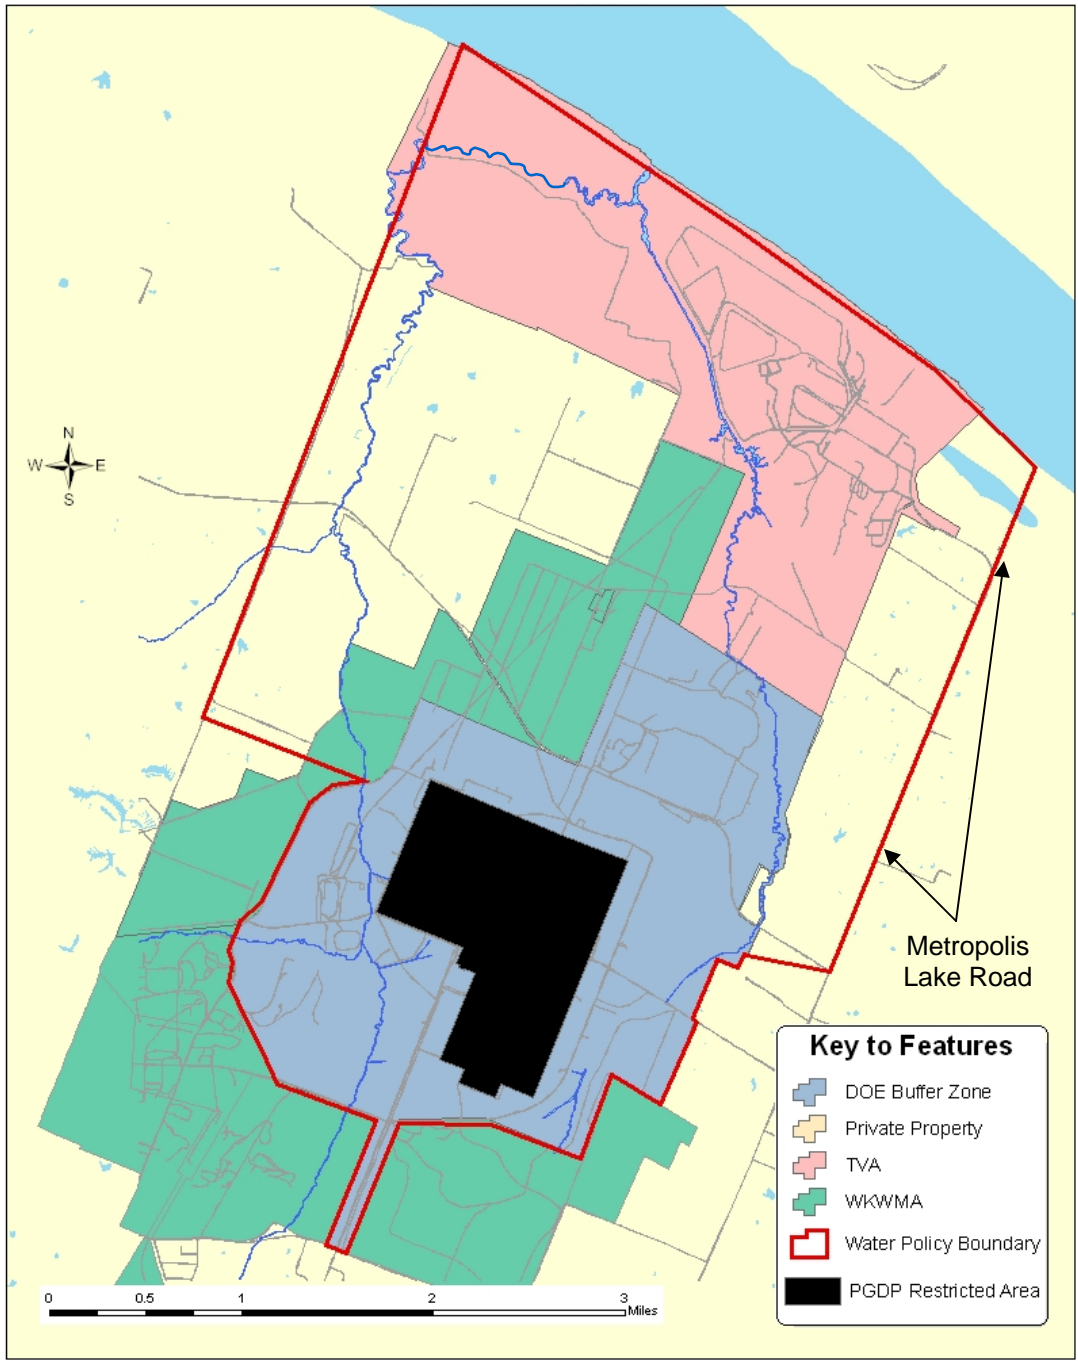 N
W E
S
Metropolis
Lake Road
Key to Features
DOE Buffer Zone
Private Property
TVA
WKWMA
Water Policy Boundary
PGDP Restricted Area
0 0.5 1 2 3
Miles